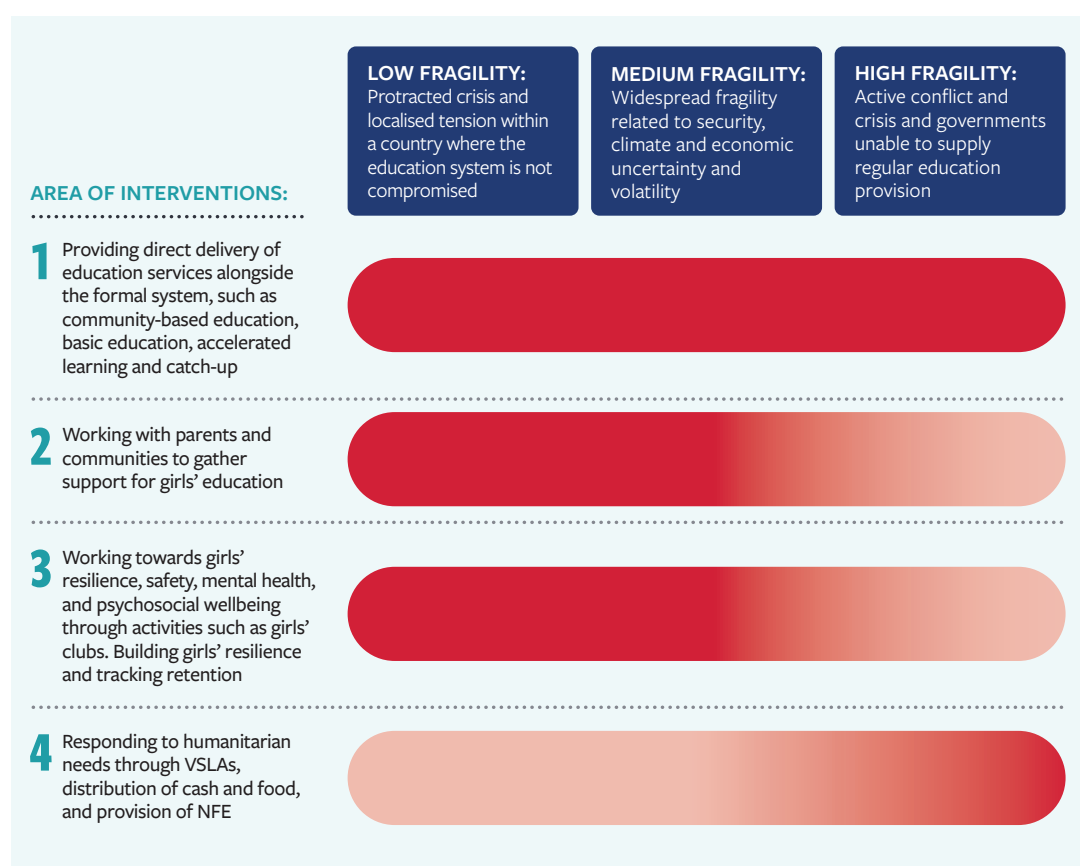 LOW FRAGILITY:
Protracted crisis and
localised tension within
a country where the
education system is not
compromised
MEDIUM FRAGILITY:
Widespread fragility
related to security,
climate and economic
uncertainty and
volatility
HIGH FRAGILITY:
Active conflict and
crisis and governments
unable to supply
regular education
provision
AREA OF INTERVENTIONS:
1 Providing direct delivery of
education services alongside
the formal system, such as
community-based education,
basic education, accelerated
learning and catch-up
2 Working with parents and
communities to gather
support for girls’ education
3 Working towards girls’
resilience, safety, mental health,
and psychosocial wellbeing
through activities such as girls’
clubs. Building girls’ resilience
and tracking retention
4 Responding to humanitarian
needs through VSLAs,
distribution of cash and food,
and provision of NFE